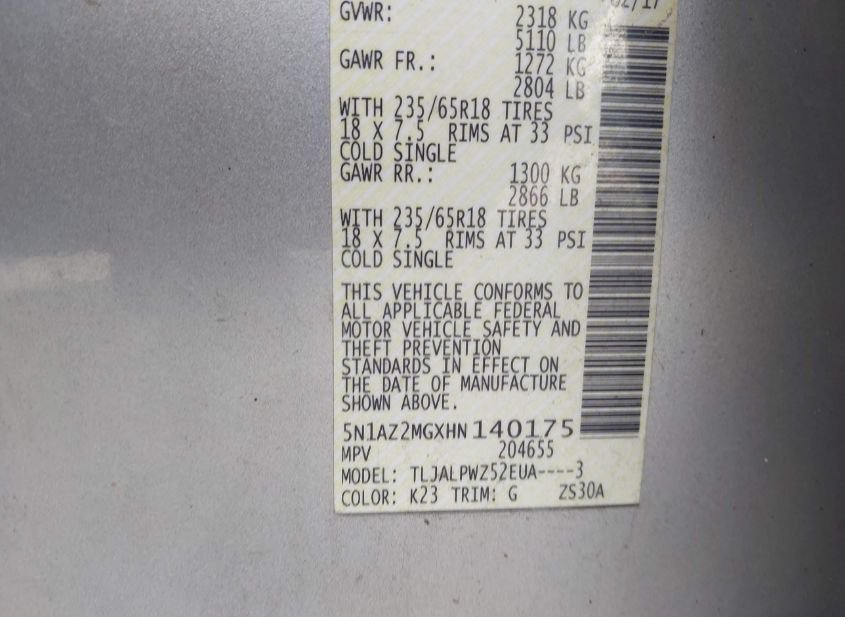 02/17
GVWR: 2318 KG
5110 LB
GAWR FR.: 1272 KG
2804 LB
WITH 235/65R18 TIRES
18 X 7.5 RIMS AT 33 PSI
COLD SINGLE
GAWR RR.: 1300 KG
2866 LB
WITH 235/65R18 TIRES
18 X 7.5 RIMS AT 33 PSI
COLD SINGLE
THIS VEHICLE CONFORMS TO
ALL APPLICABLE FEDERAL
MOTOR VEHICLE SAFETY AND
THEFT PREVENTION
STANDARDS IN EFFECT ON
THE DATE OF MANUFACTURE
SHOWN ABOVE.
5N1AZ2MGXHN140175
MPV 204655
MODEL: TLJALPWZ52EUA----3
COLOR: K23 TRIM: G ZS30A